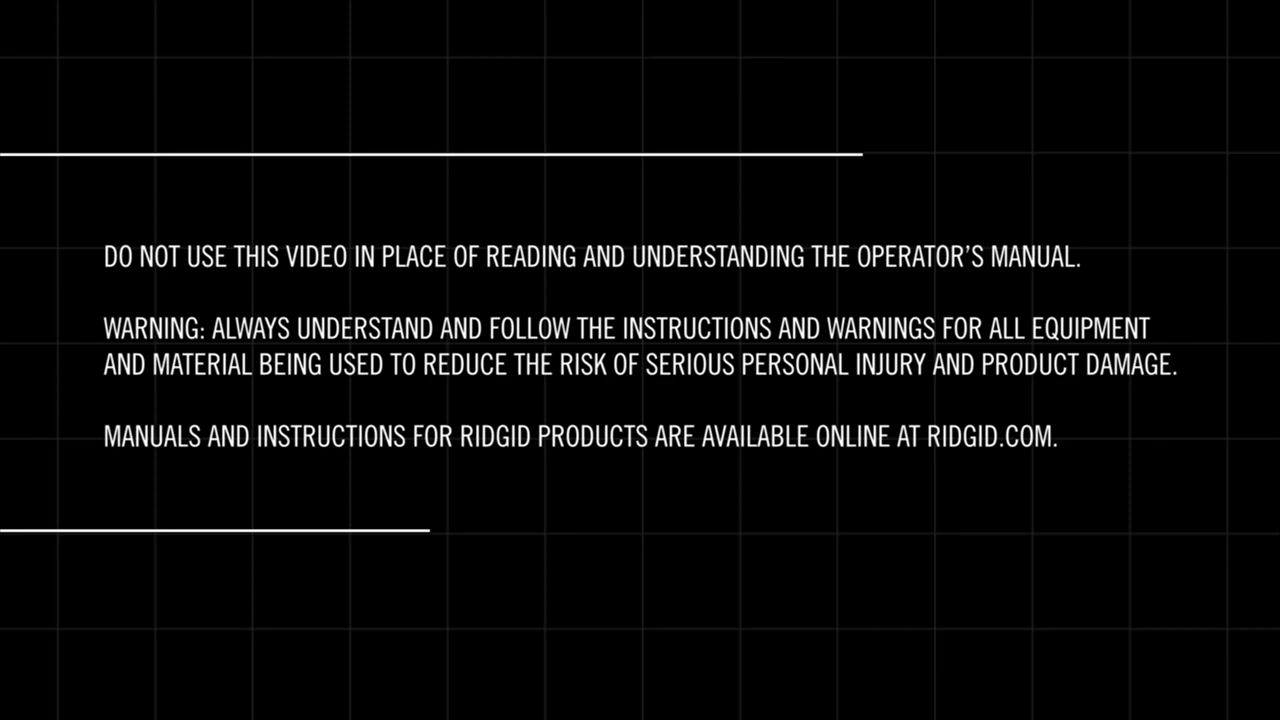 DO NOT USE THIS VIDEO IN PLACE OF READING AND UNDERSTANDING THE OPERATOR’S MANUAL.
WARNING: ALWAYS UNDERSTAND AND FOLLOW THE INSTRUCTIONS AND WARNINGS FOR ALL EQUIPMENT
AND MATERIAL BEING USED TO REDUCE THE RISK OF SERIOUS PERSONAL INJURY AND PRODUCT DAMAGE.
MANUALS AND INSTRUCTIONS FOR RIDGID PRODUCTS ARE AVAILABLE ONLINE AT RIDGID.COM.